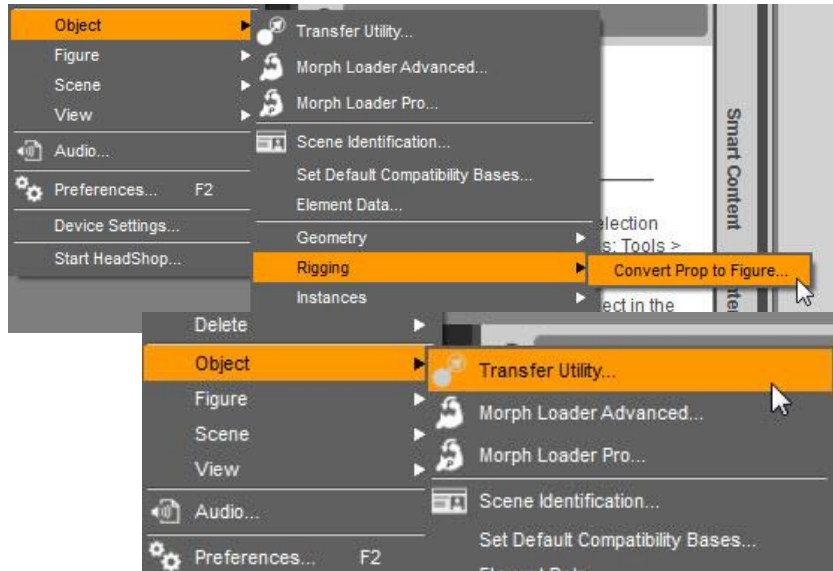 Object
Transfer Utility...
Figure
Morph Loader Advanced...
Scene
View
Morph Loader Pro...
Audio...
Scene Identification...
Preferences... F2
Set Default Compatibility Bases...
Element Data...
Device Settings...
Geometry
Start HeadShop...
Rigging
Convert Prop to Figure...
Instances
Smart Content
election
s: Tools >
ect in the
Delete
Object
Transfer Utility...
Figure
Morph Loader Advanced...
Scene
Morph Loader Pro...
View
Scene Identification...
Audio...
Set Default Compatibility Bases...
Preferences... F2